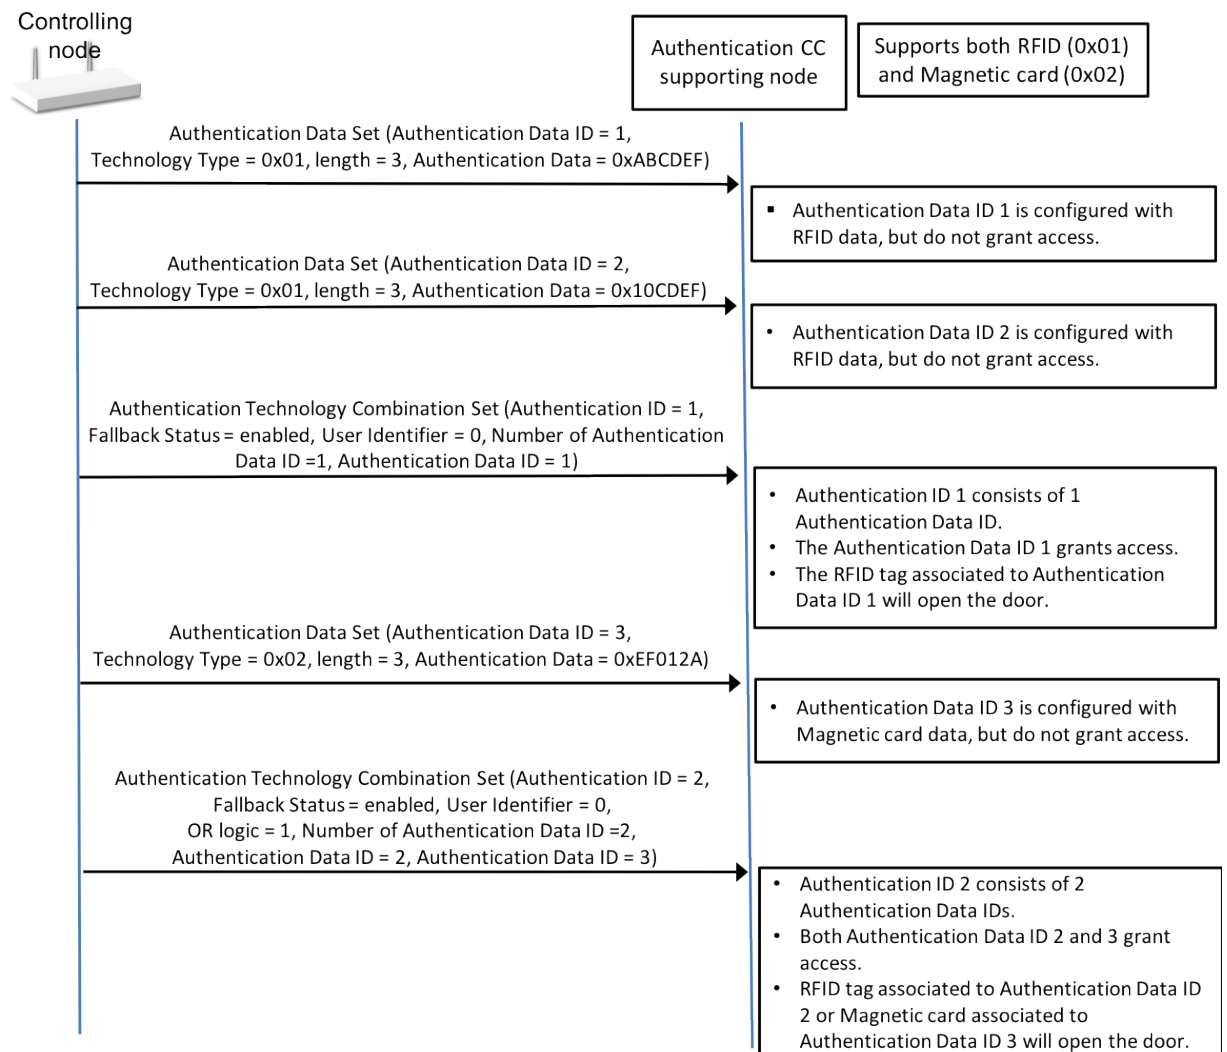 Controlling
node
Authentication CC
supporting node
Supports both RFID (0x01)
and Magnetic card (0x02)
Authentication Data Set (Authentication Data ID = 1,
Technology Type = 0x01, length = 3, Authentication Data = 0xABCDEF)
▪ Authentication Data ID 1 is configured with
RFID data, but do not grant access.
Authentication Data Set (Authentication Data ID = 2,
Technology Type = 0x01, length = 3, Authentication Data = 0x10CDEF)
• Authentication Data ID 2 is configured with
RFID data, but do not grant access.
Authentication Technology Combination Set (Authentication ID = 1,
Fallback Status = enabled, User Identifier = 0, Number of Authentication
Data ID =1, Authentication Data ID = 1)
• Authentication ID 1 consists of 1
Authentication Data ID.
• The Authentication Data ID 1 grants access.
• The RFID tag associated to Authentication
Data ID 1 will open the door.
Authentication Data Set (Authentication Data ID = 3,
Technology Type = 0x02, length = 3, Authentication Data = 0xEF012A)
• Authentication Data ID 3 is configured with
Magnetic card data, but do not grant access.
Authentication Technology Combination Set (Authentication ID = 2,
Fallback Status = enabled, User Identifier = 0,
OR logic = 1, Number of Authentication Data ID =2,
Authentication Data ID = 2, Authentication Data ID = 3)
• Authentication ID 2 consists of 2
Authentication Data IDs.
• Both Authentication Data ID 2 and 3 grant
access.
• RFID tag associated to Authentication Data ID
2 or Magnetic card associated to
Authentication Data ID 3 will open the door.